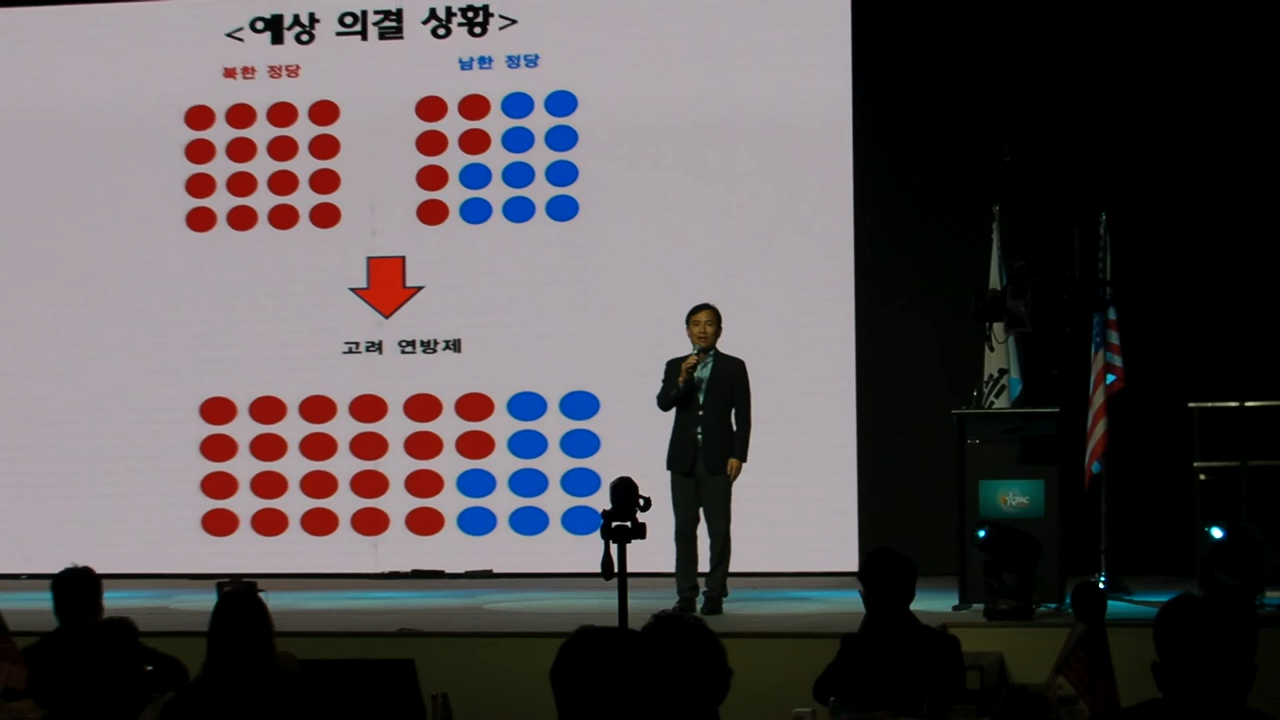 <예상 의결 상황>
북한 정당
남한 정당
고려 연방제